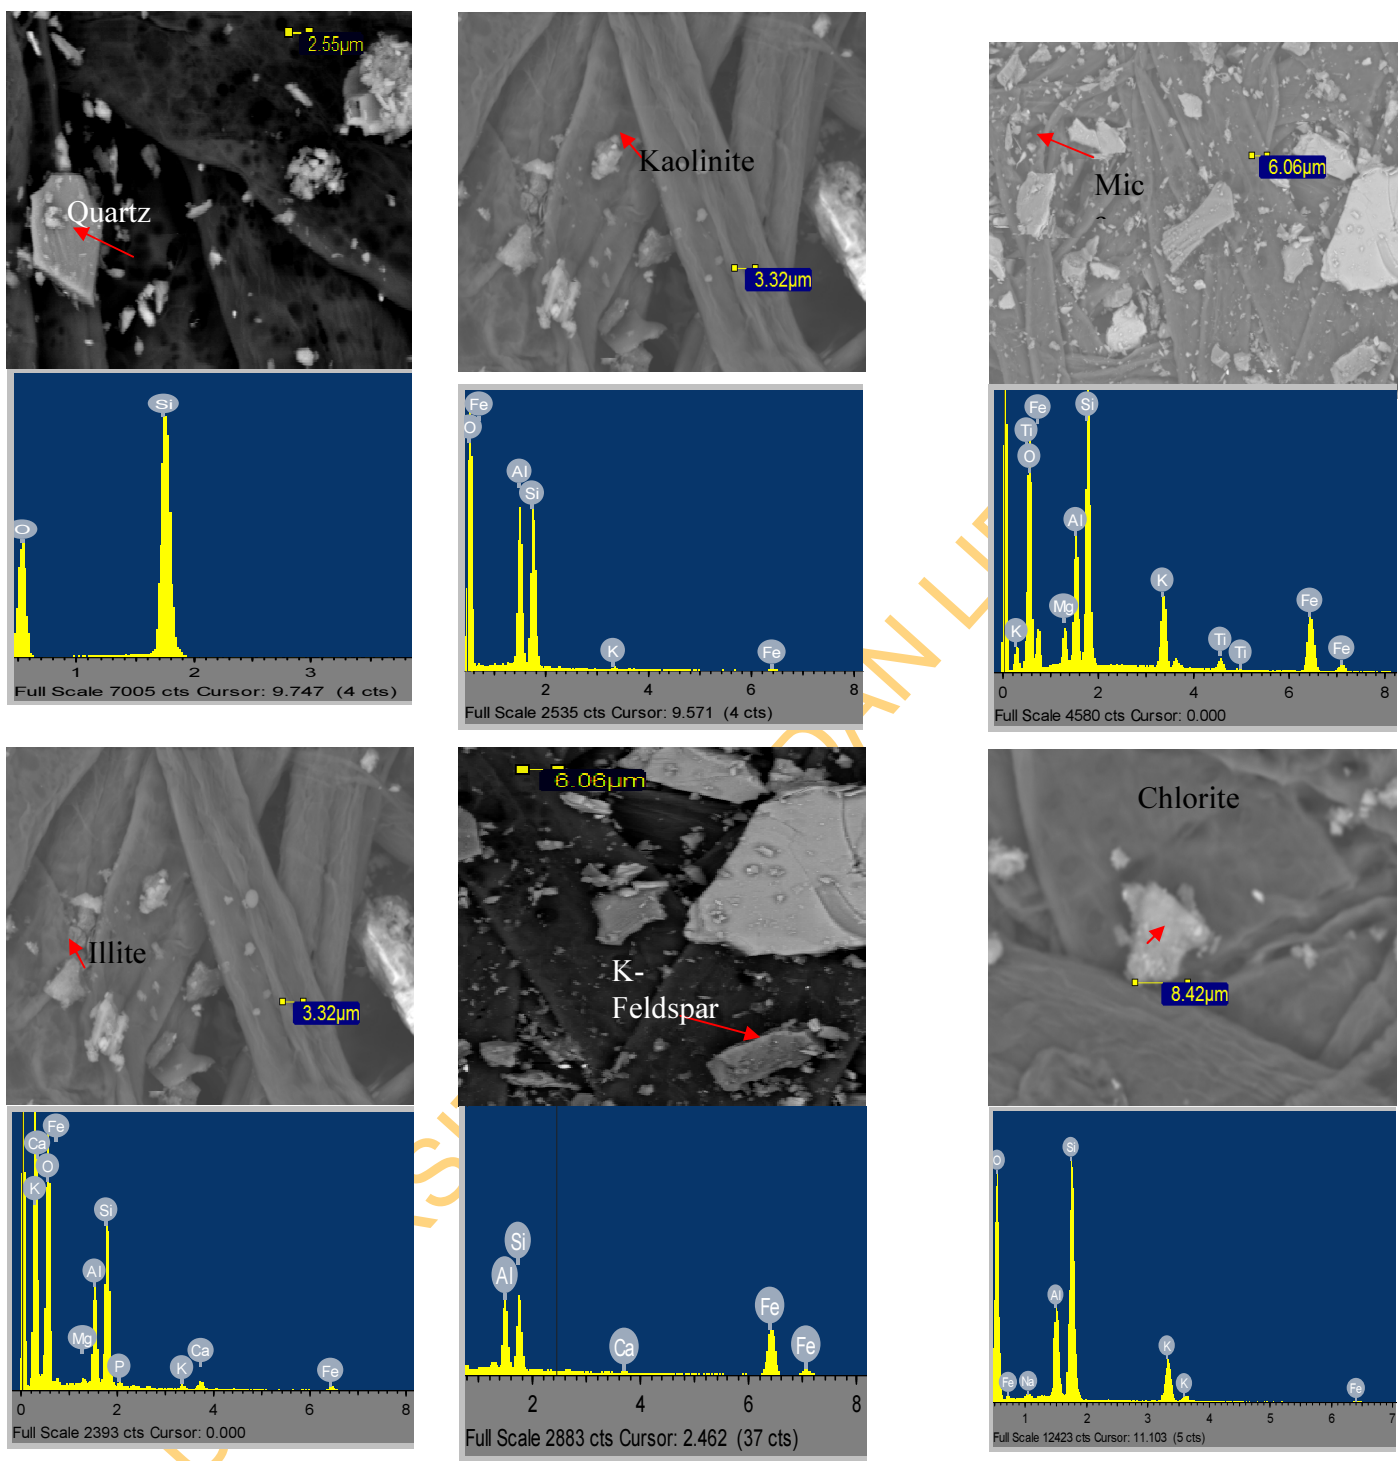 2.55µm
Quartz
Si
O
1
2
3
Full Scale 7005 cts Cursor: 9.747 (4 cts)
Kaolinite
3.32µm
Fe
O
Al
Si
K
Fe
2
4
6
8
Full Scale 2535 cts Cursor: 9.571 (4 cts)
6.06µm
Mic
Fe
Si
Ti
O
Al
K
Mg
K
Ti
Ti
Fe
Fe
0
2
4
6
8
Full Scale 4580 cts Cursor: 0.000
Illite
3.32µm
Fe
Ca
O
K
Si
Al
Mg
P
K
Ca
Fe
0
2
4
6
8
Full Scale 2393 cts Cursor: 0.000
6.06µm
K-
Feldspar
Si
Al
Ca
Fe
Fe
2
4
6
8
Full Scale 2883 cts Cursor: 2.462 (37 cts)
Chlorite
8.42µm
O
Si
Al
K
K
Fe
Na
Fe
1
2
3
4
5
6
7
Full Scale 12423 cts Cursor: 11.103 (5 cts)